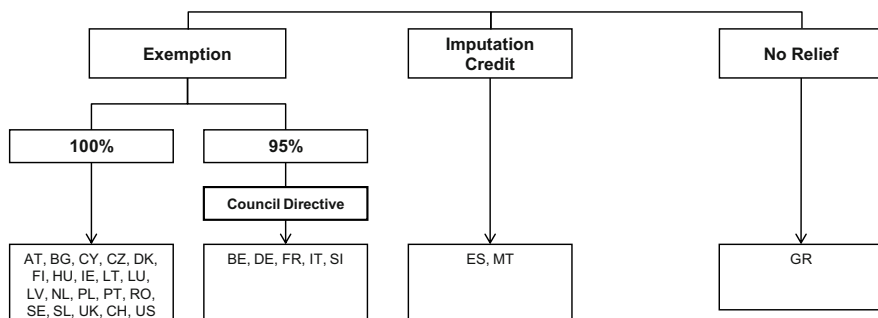 Exemption
Imputation
Credit
No Relief
100%
95%
Council Directive
AT, BG, CY, CZ, DK,
FI, HU, IE, LT, LU,
LV, NL, PL, PT, RO,
SE, SL, UK, CH, US
BE, DE, FR, IT, SI
ES, MT
GR